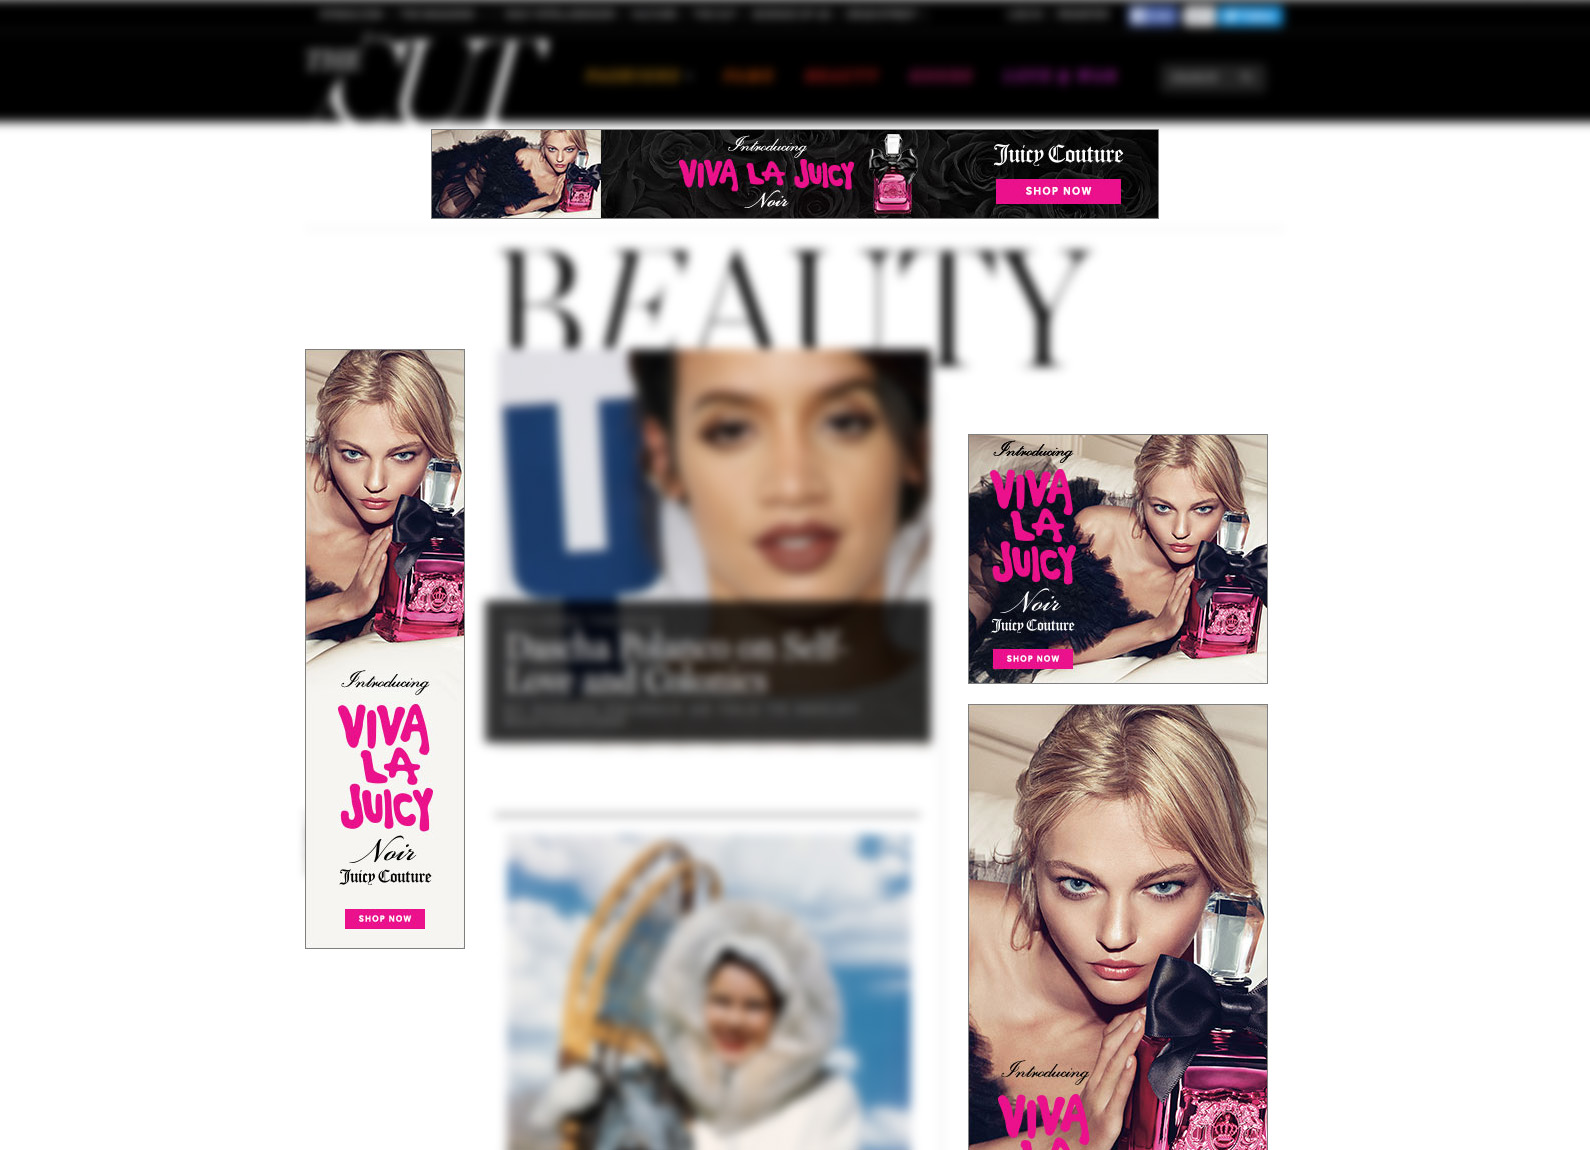 THE CUT
Introducing
VIVA LA JUICY
Noir
Juicy Couture
SHOP NOW
BEAUTY
Introducing
VIVA
LA
JUICY
Noir
Juicy Couture
SHOP NOW
Dascha Polanco on Self-
Love and Colonics
Introducing
VIVA
LA
JUICY
Noir
Juicy Couture
SHOP NOW
Introducing
VIVA
LA